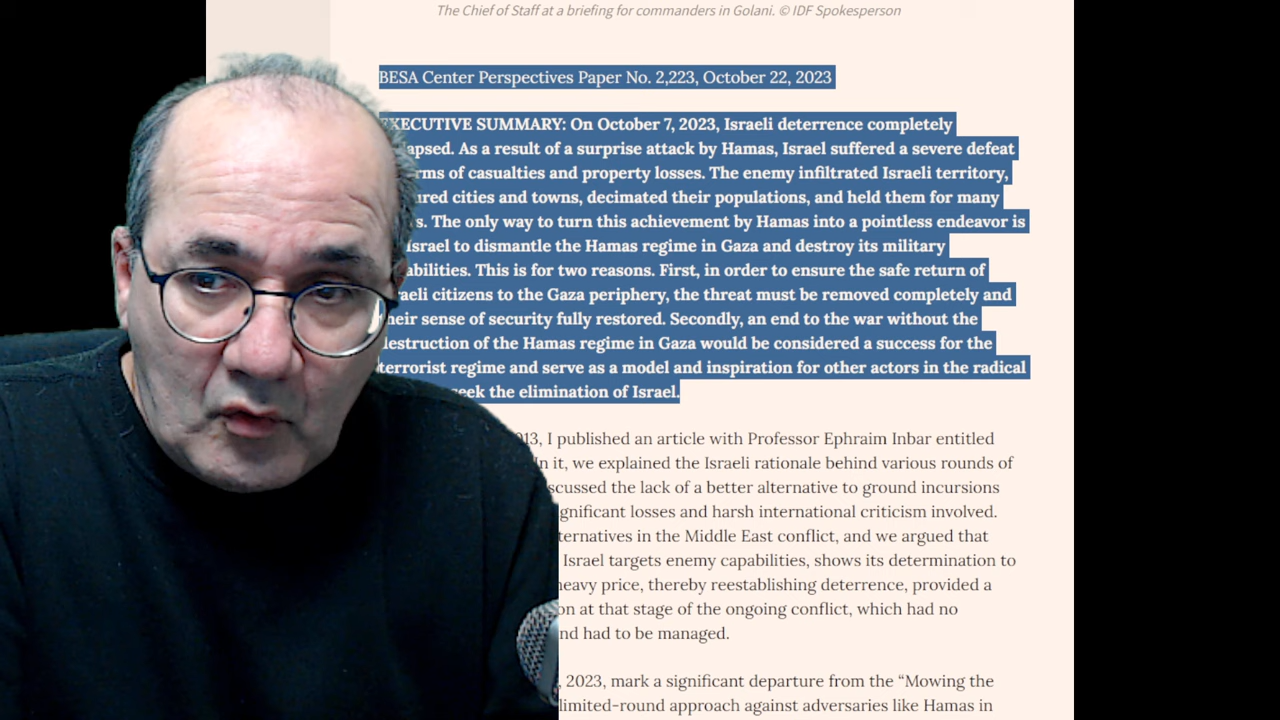 The Chief of Staff at a briefing for commanders in Golani. © IDF Spokesperson
BESA Center Perspectives Paper No. 2,223, October 22, 2023
EXECUTIVE SUMMARY: On October 7, 2023, Israeli deterrence completely
As a result of a surprise attack by Hamas, Israel suffered a severe defeat
of casualties and property losses. The enemy infiltrated Israeli territory,
cities and towns, decimated their populations, and held them for many
The only way to turn this achievement by Hamas into a pointless endeavor is
Israel to dismantle the Hamas regime in Gaza and destroy its military
This is for two reasons. First, in order to ensure the safe return of
citizens to the Gaza periphery, the threat must be removed completely and
their sense of security fully restored. Secondly, an end to the war without the
destruction of the Hamas regime in Gaza would be considered a success for the
terrorist regime and serve as a model and inspiration for other actors in the radical
seek the elimination of Israel.
I published an article with Professor Ephraim Inbar entitled
In it, we explained the Israeli rationale behind various rounds of
the lack of a better alternative to ground incursions
losses and harsh international criticism involved.
in the Middle East conflict, and we argued that
Israel targets enemy capabilities, shows its determination to
heavy price, thereby reestablishing deterrence, provided a
at that stage of the ongoing conflict, which had no
had to be managed.
2023, mark a significant departure from the “Mowing the
limited-round approach against adversaries like Hamas in